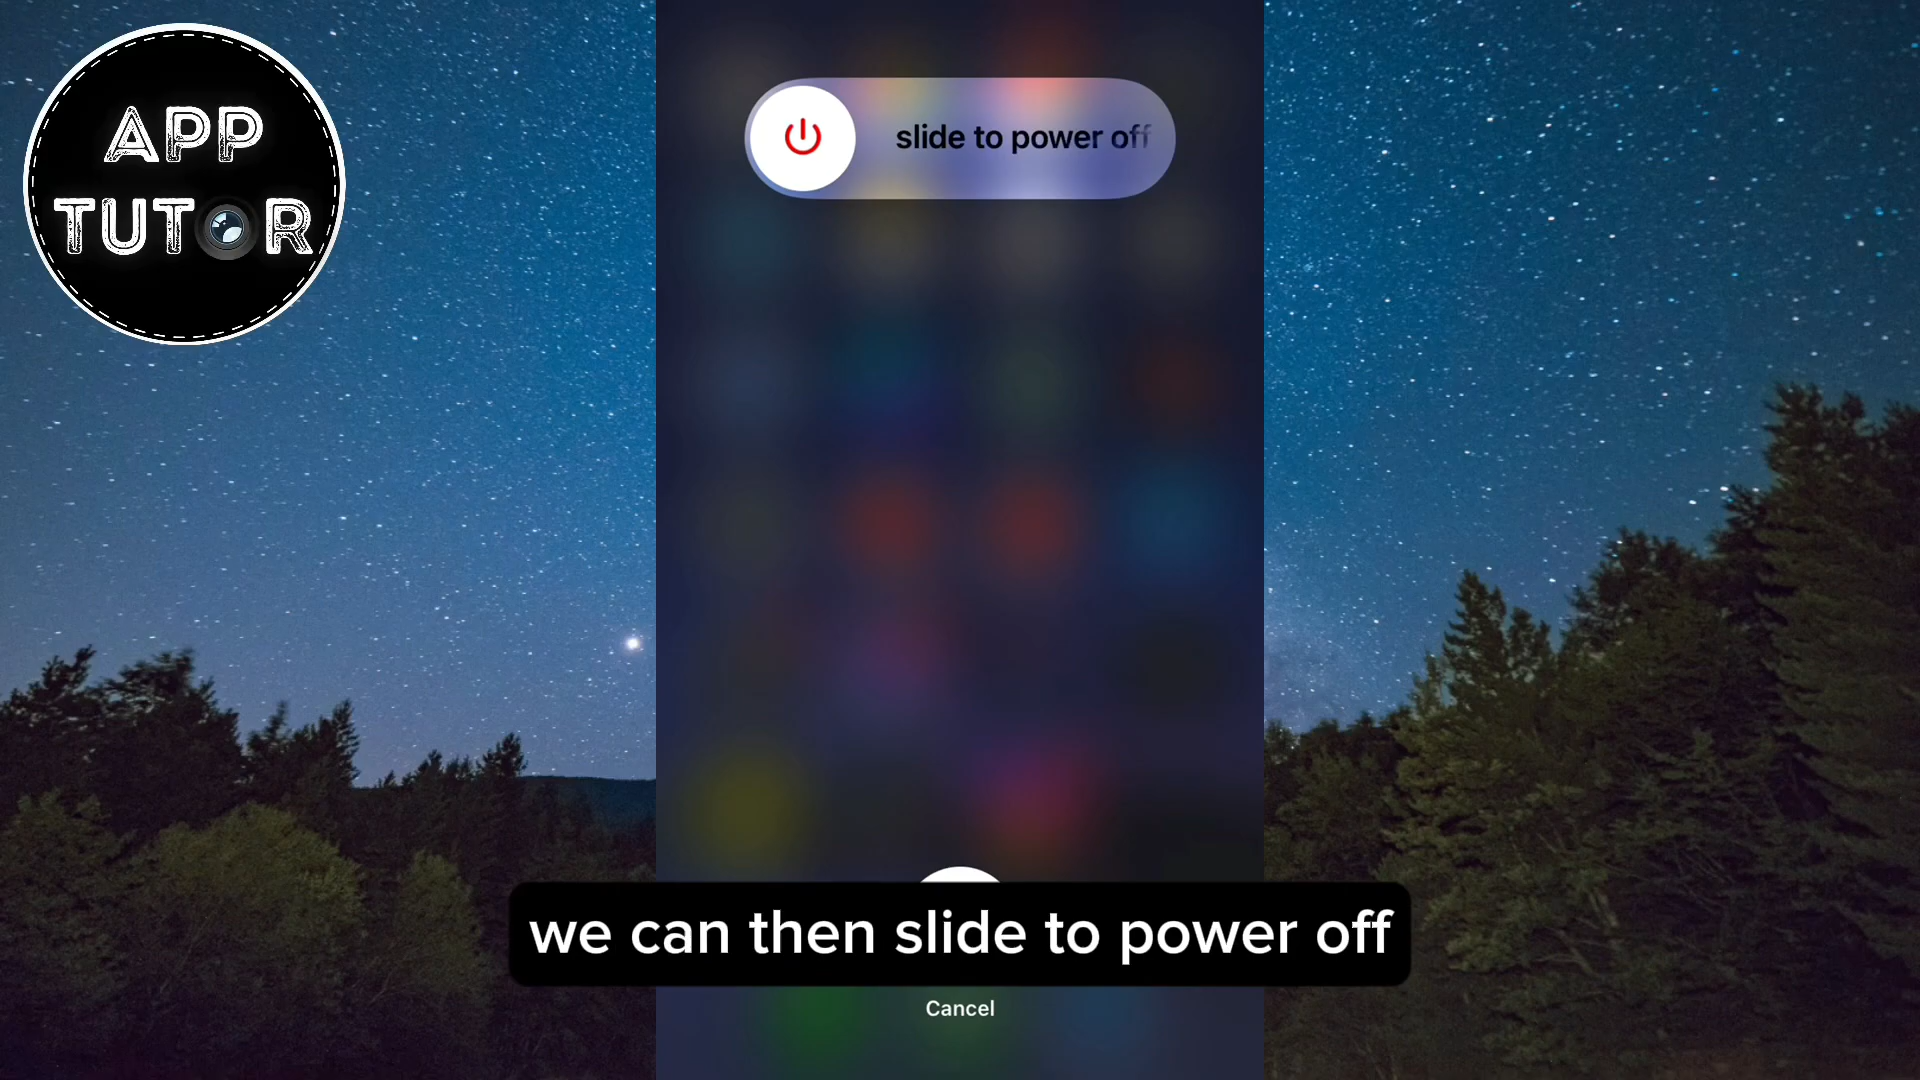 APP
TUTOR
slide to power off
we can then slide to power off
Cancel